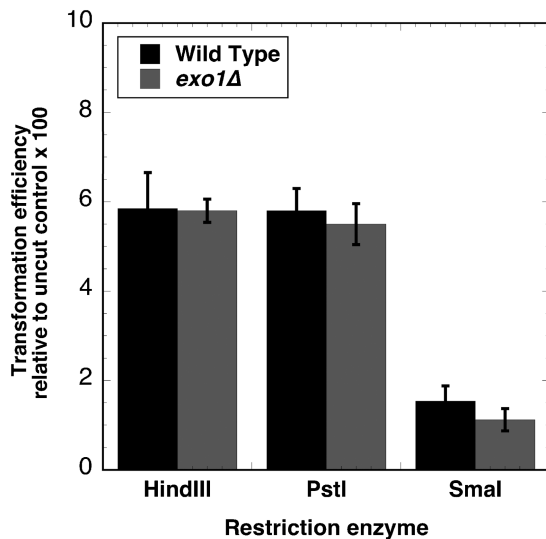 Transformation efficiency
relative to uncut control x 100
10
8
6
4
2
0
Wild Type
exo1Δ
HindIII
PstI
SmaI
Restriction enzyme